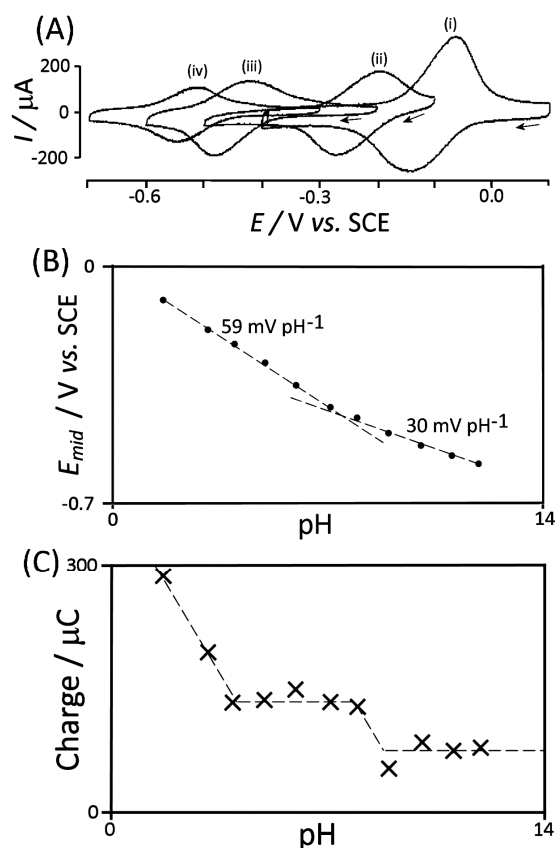 (A)
(i)
(ii)
(iii)
(iv)
200
0
-200
I / μA
-0.6
-0.3
0.0
E / V vs. SCE
(B)
0
59 mV pH-1
30 mV pH-1
Emid / V vs. SCE
-0.7
0
14
pH
(C)
300
Charge / μC
0
0
14
pH